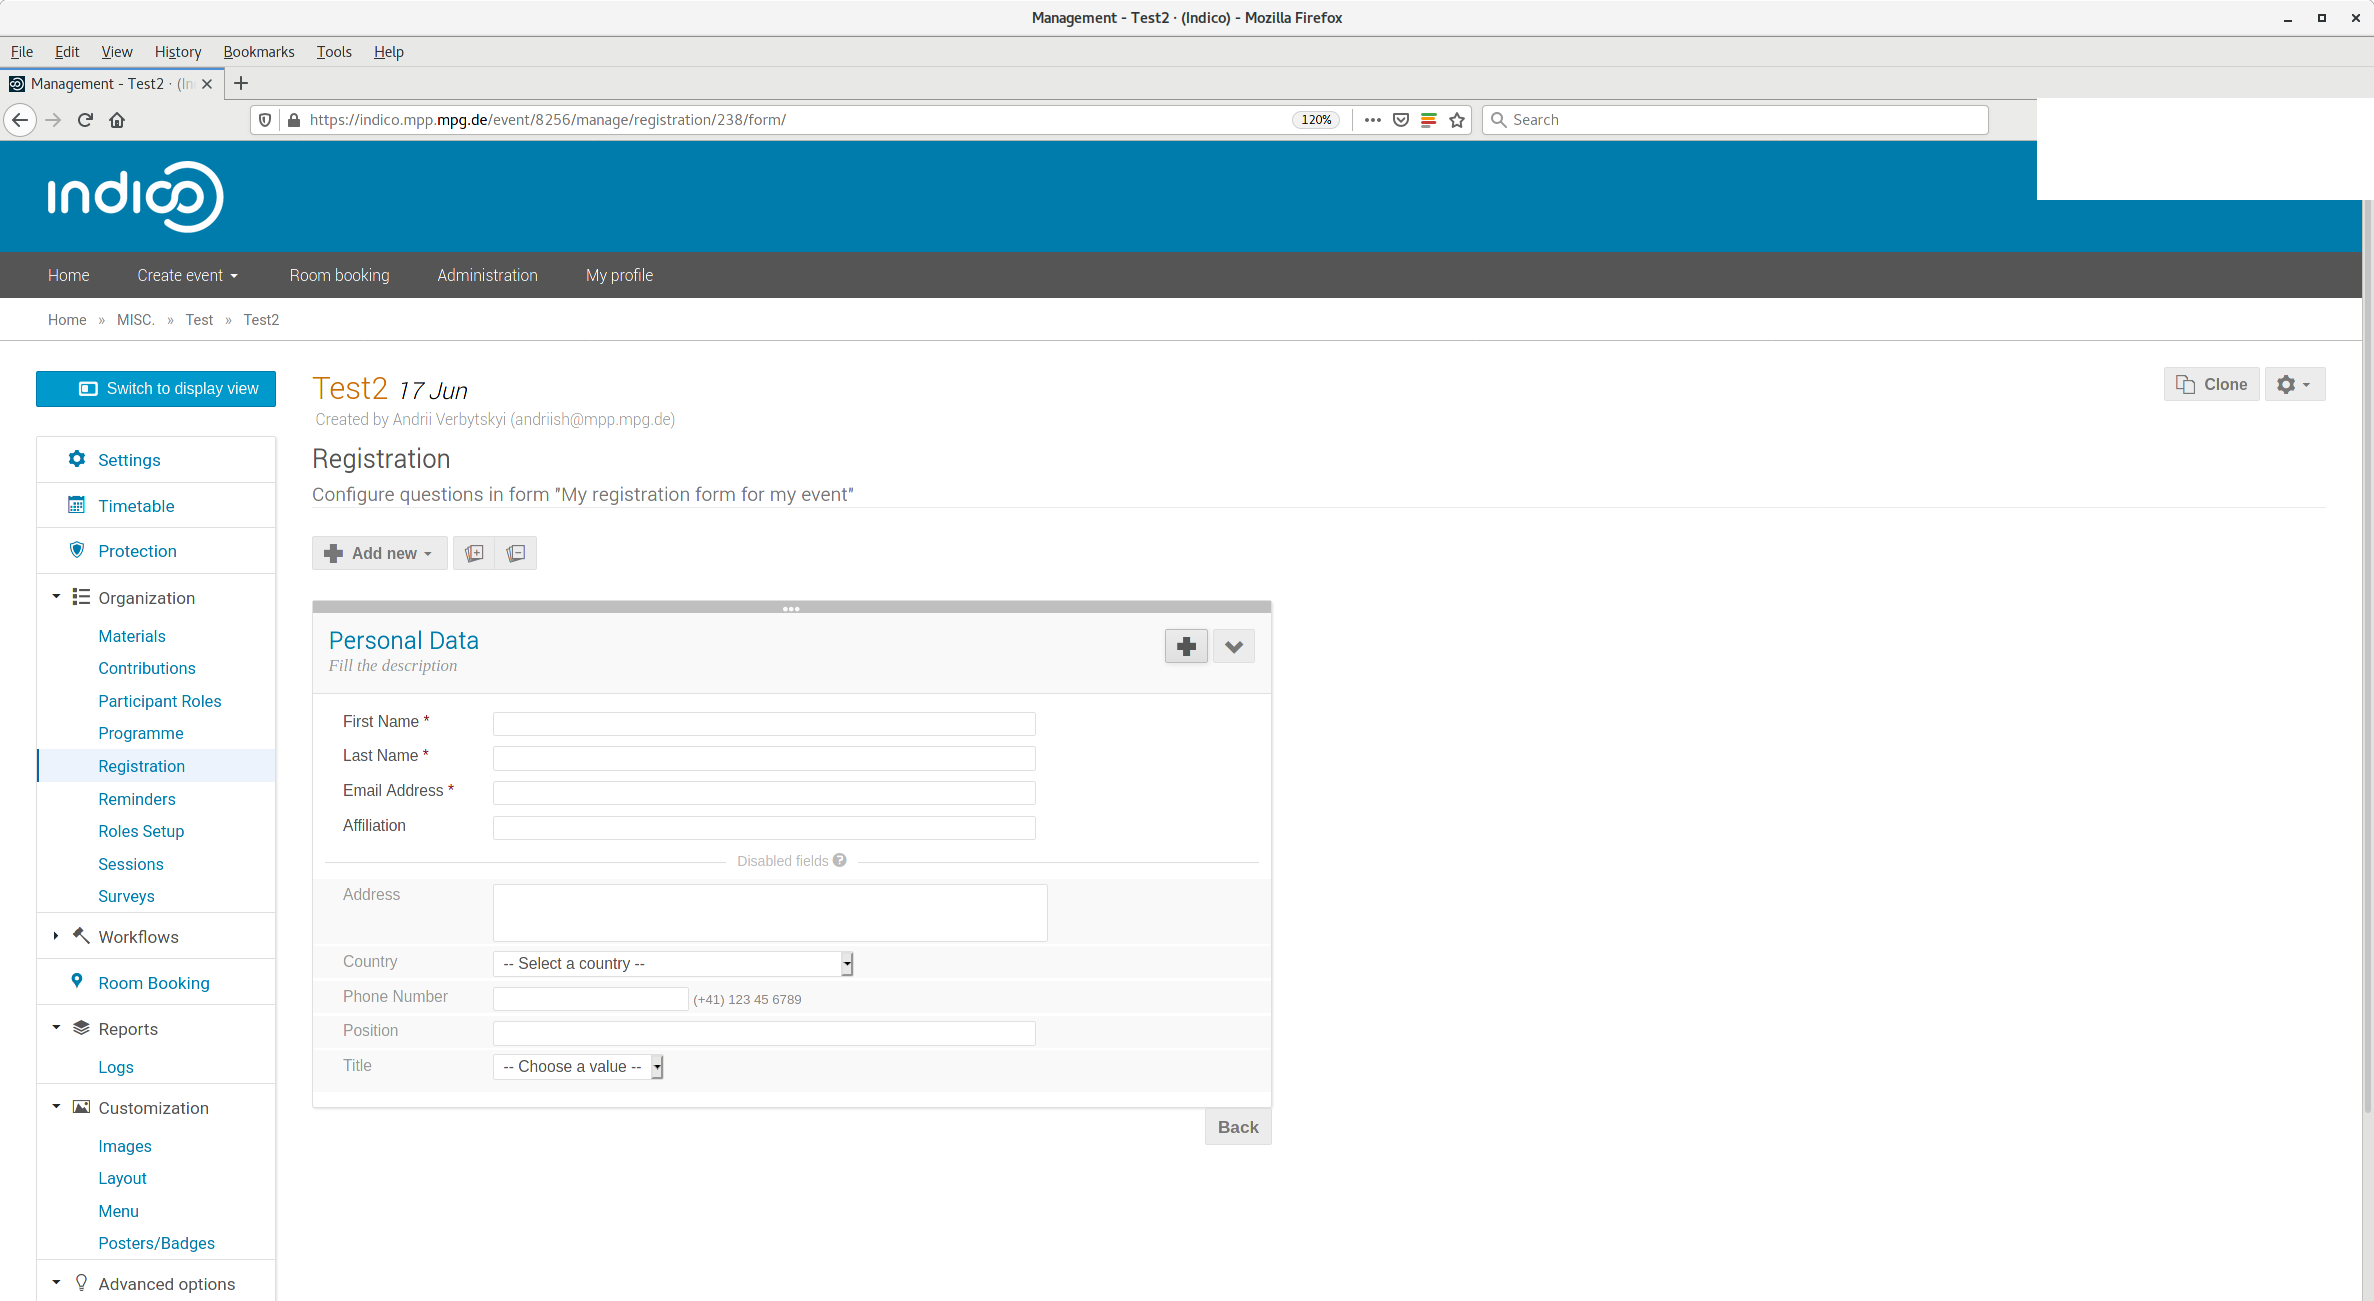 Management - Test2 · (Indico) - Mozilla Firefox
File Edit View History Bookmarks Tools Help
Management - Test2 · (In
https://indico.mpp.mpg.de/event/8256/manage/registration/238/form/ 120% Search
indico
Home Create event Room booking Administration My profile
Home » MISC. » Test » Test2
Switch to display view
Settings
Timetable
Protection
Organization
Materials
Contributions
Participant Roles
Programme
Registration
Reminders
Roles Setup
Sessions
Surveys
Workflows
Room Booking
Reports
Logs
Customization
Images
Layout
Menu
Posters/Badges
Advanced options
Test2 17 Jun
Clone
Created by Andrii Verbytskyi (andriish@mpp.mpg.de)
Registration
Configure questions in form "My registration form for my event"
Add new
Personal Data
Fill the description
First Name *
Last Name *
Email Address *
Affiliation
Disabled fields ?
Address
Country -- Select a country --
Phone Number (+41) 123 45 6789
Position
Title -- Choose a value --
Back